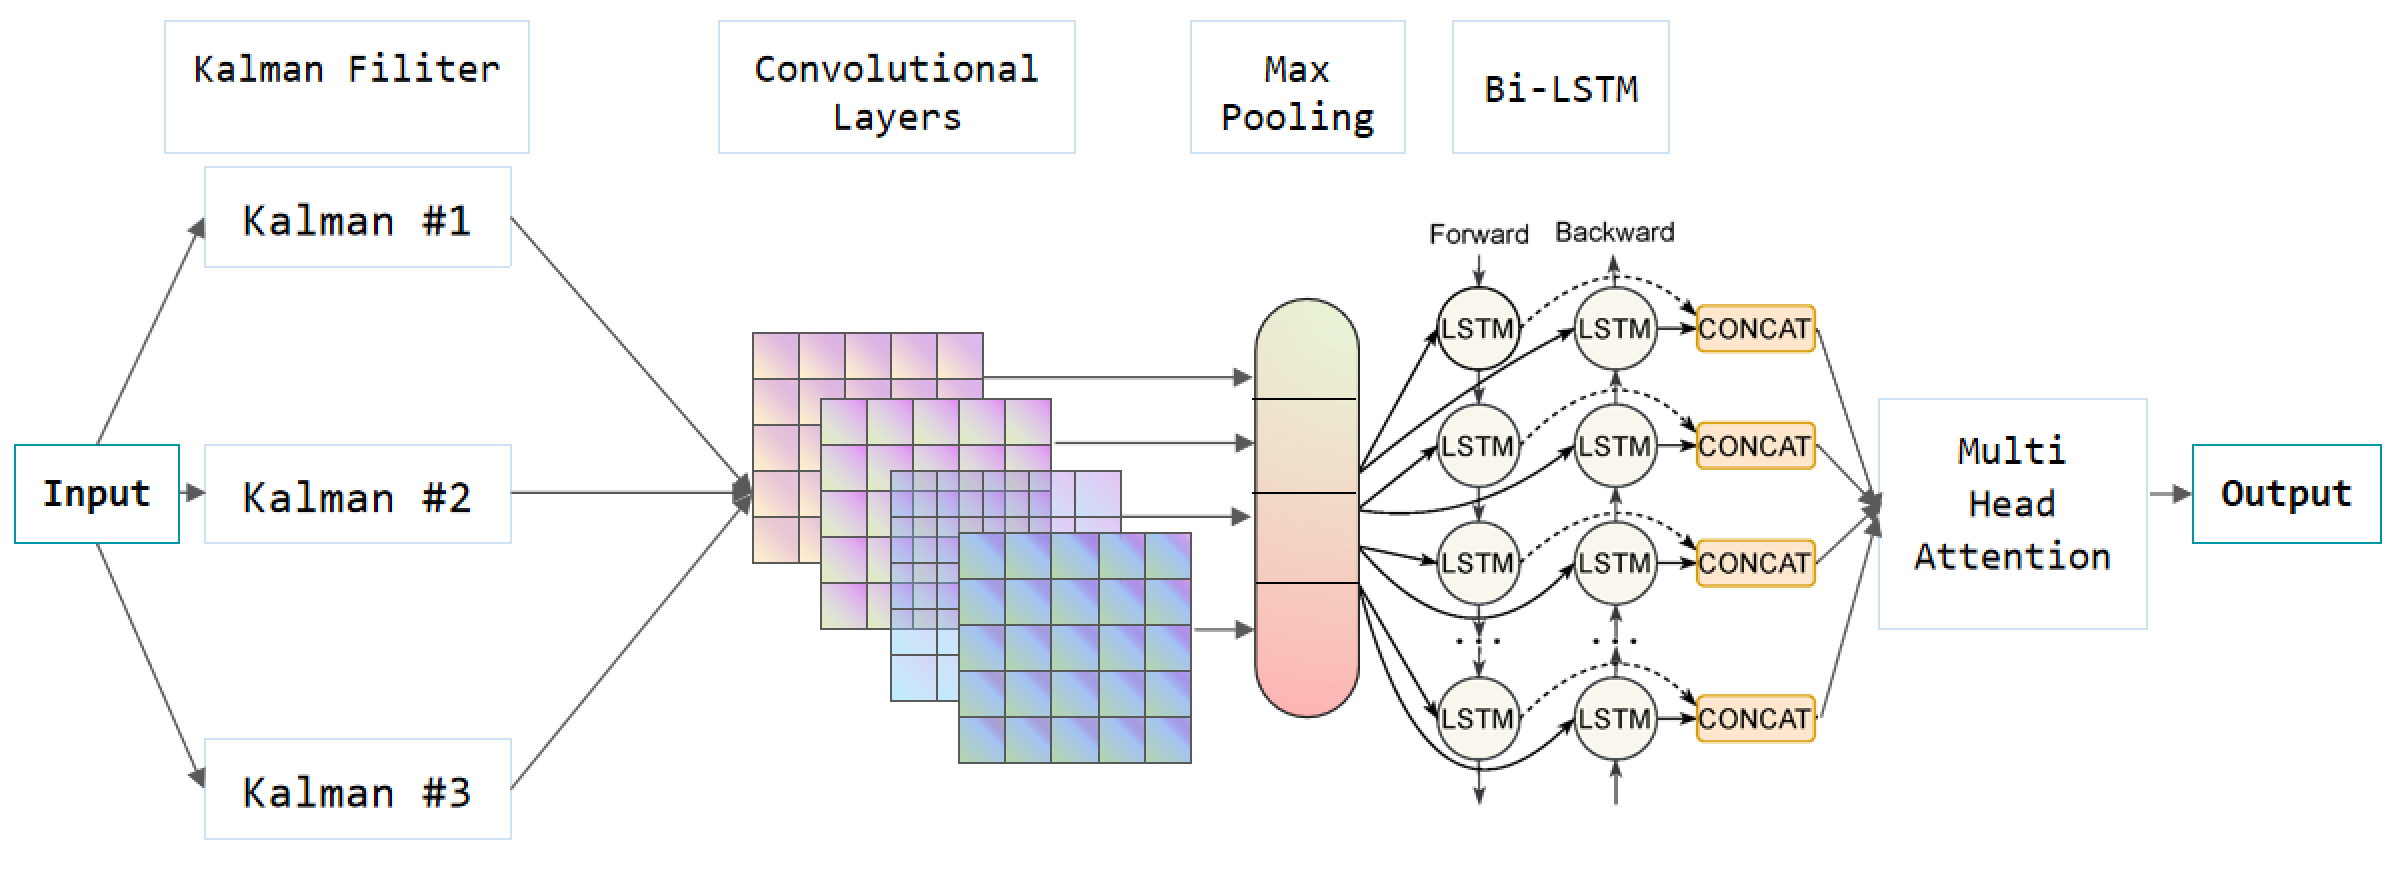 Kalman Filiter
Convolutional
Layers
Max
Pooling
Bi-LSTM
Kalman #1
Kalman #2
Kalman #3
Input
Forward
Backward
LSTM
LSTM
CONCAT
LSTM
LSTM
CONCAT
LSTM
LSTM
CONCAT
...
...
LSTM
LSTM
CONCAT
Multi
Head
Attention
Output